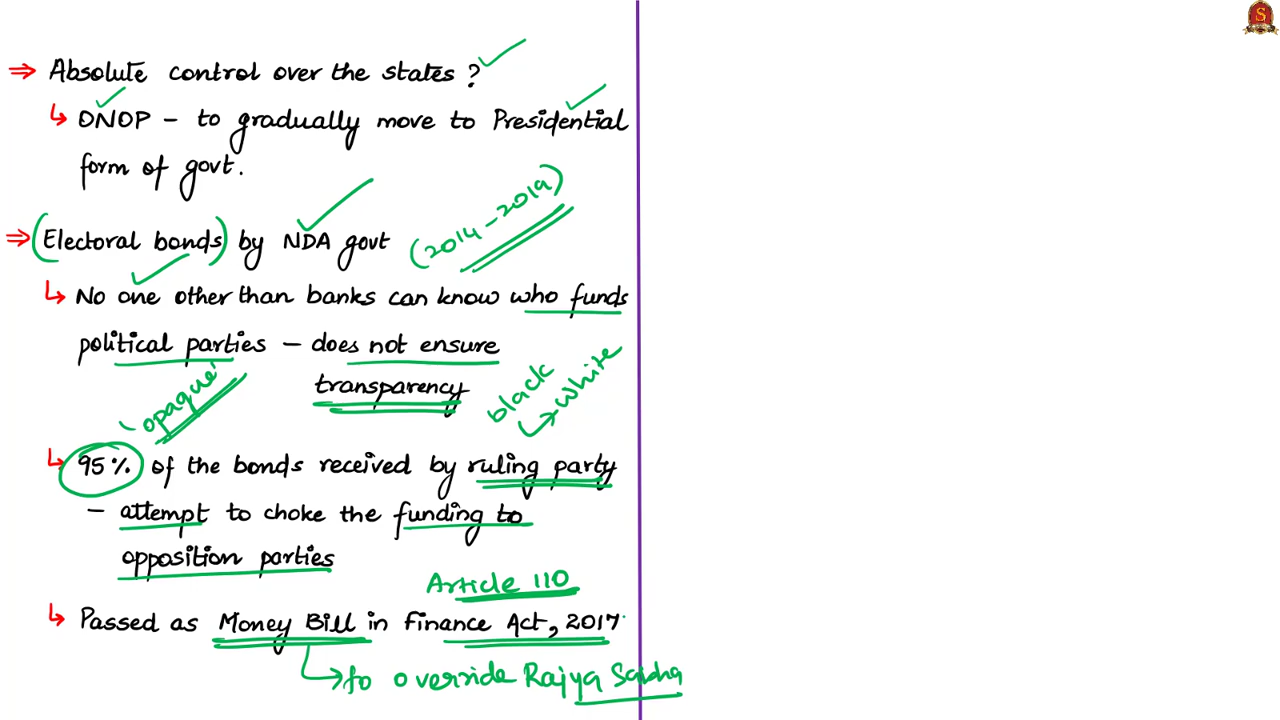 ⇒ Absolute control over the states ?
↳ ONOP – to gradually move to Presidential
form of govt.
⇒ (Electoral bonds) by NDA govt (2014 – 2019)
↳ No one other than banks can know who funds
political parties – does not ensure
transparency
'opaque'
black
↳ white
↳ 95% of the bonds received by ruling party
– attempt to choke the funding to
opposition parties
Article 110
↳ Passed as Money Bill in Finance Act, 2017
→ to override Rajya Sabha
S